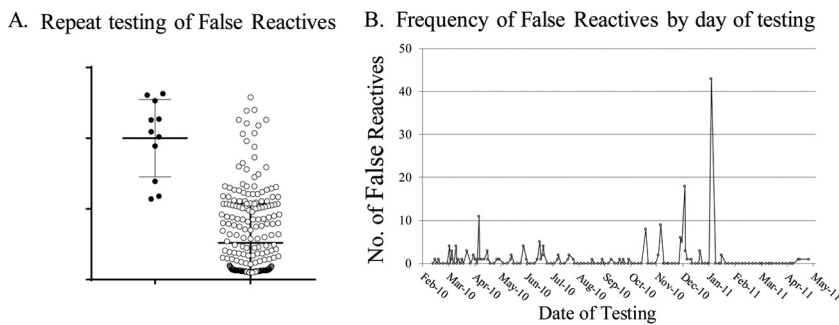 A. Repeat testing of False Reactives
B. Frequency of False Reactives by day of testing
No. of False Reactives
50
40
30
20
10
0
Feb-10
Mar-10
Apr-10
May-10
Jun-10
Jul-10
Aug-10
Sep-10
Oct-10
Nov-10
Dec-10
Jan-11
Feb-11
Mar-11
Apr-11
May-11
Date of Testing